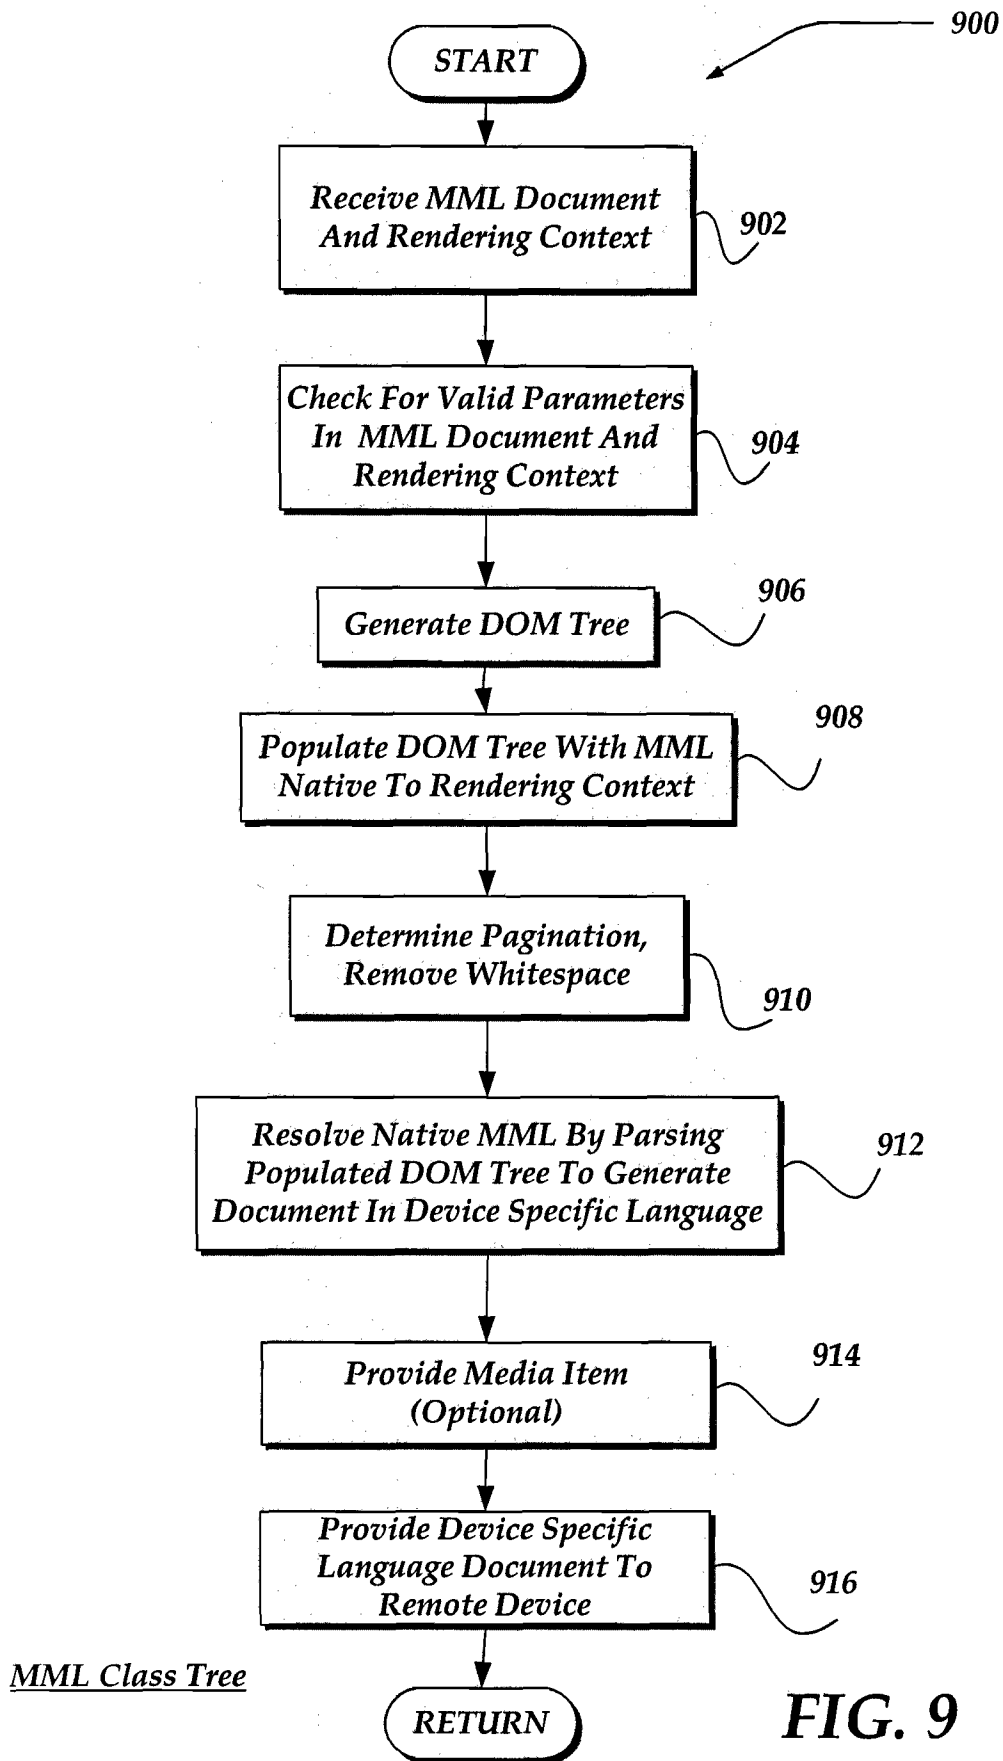 900
START
Receive MML Document
And Rendering Context
902
Check For Valid Parameters
In MML Document And
Rendering Context
904
Generate DOM Tree
906
Populate DOM Tree With MML
Native To Rendering Context
908
Determine Pagination,
Remove Whitespace
910
Resolve Native MML By Parsing
Populated DOM Tree To Generate
Document In Device Specific Language
912
Provide Media Item
(Optional)
914
Provide Device Specific
Language Document To
Remote Device
916
MML Class Tree
RETURN
FIG. 9